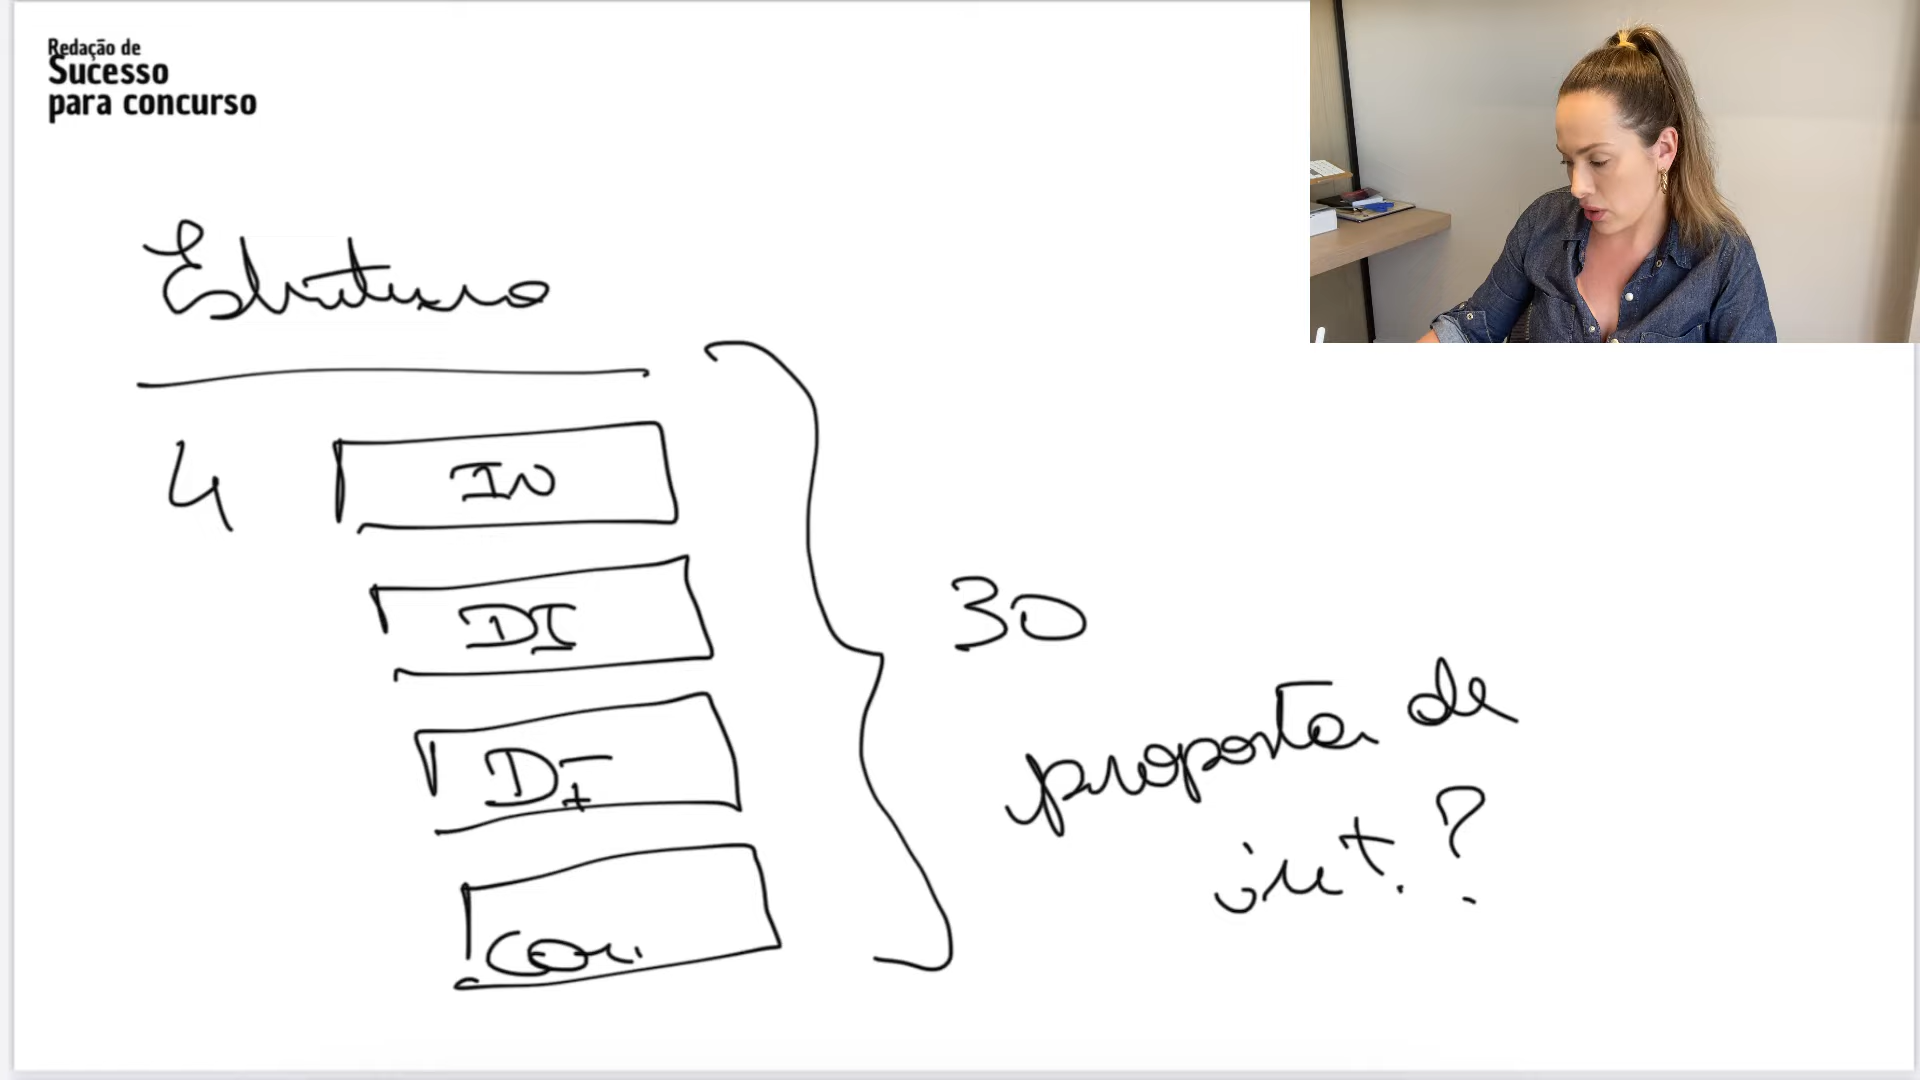 Redação de
Sucesso
para concurso
Estrutura
4
IN
DI
DI
Con.
30
proposta de
int.?